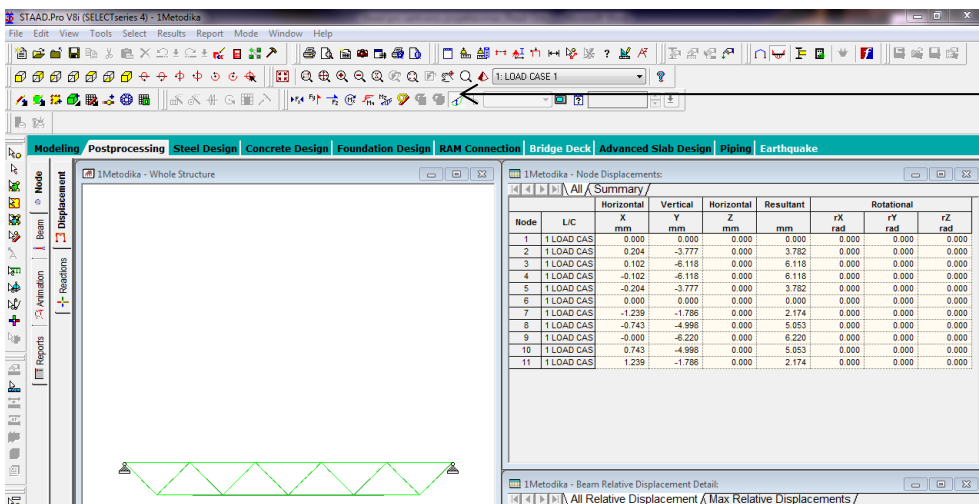 STAAD.Pro V8i (SELECTseries 4) - 1Metodika
File Edit View Tools Select Results Report Mode Window Help
1: LOAD CASE 1
Modeling Postprocessing Steel Design Concrete Design Foundation Design RAM Connection Bridge Deck Advanced Slab Design Piping Earthquake
Node
Beam
Animation
Reports
Displacement
Reactions
1Metodika - Whole Structure
1Metodika - Node Displacements:
All Summary
Horizontal Vertical Horizontal Resultant Rotational
Node L/C X mm Y mm Z mm mm rX rad rY rad rZ rad
1 1 LOAD CAS 0.000 0.000 0.000 0.000 0.000 0.000 0.000
2 1 LOAD CAS 0.204 -3.777 0.000 3.782 0.000 0.000 0.000
3 1 LOAD CAS 0.102 -6.118 0.000 6.118 0.000 0.000 0.000
4 1 LOAD CAS -0.102 -6.118 0.000 6.118 0.000 0.000 0.000
5 1 LOAD CAS -0.204 -3.777 0.000 3.782 0.000 0.000 0.000
6 1 LOAD CAS 0.000 0.000 0.000 0.000 0.000 0.000 0.000
7 1 LOAD CAS -1.239 -1.786 0.000 2.174 0.000 0.000 0.000
8 1 LOAD CAS -0.743 -4.998 0.000 5.053 0.000 0.000 0.000
9 1 LOAD CAS -0.000 -6.220 0.000 6.220 0.000 0.000 0.000
10 1 LOAD CAS 0.743 -4.998 0.000 5.053 0.000 0.000 0.000
11 1 LOAD CAS 1.239 -1.786 0.000 2.174 0.000 0.000 0.000
1Metodika - Beam Relative Displacement Detail:
All Relative Displacement Max Relative Displacements